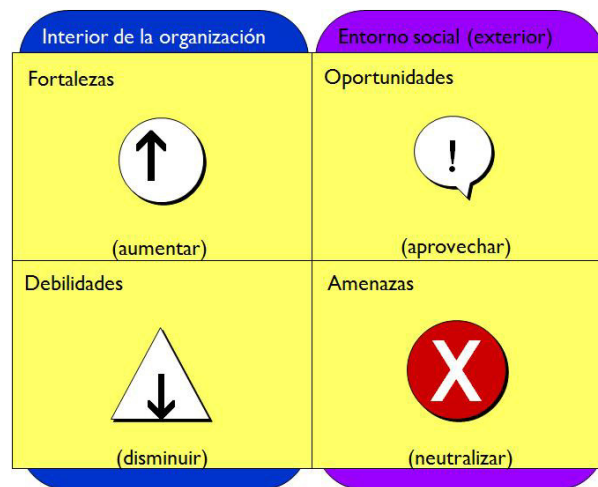 Interior de la organización
Entorno social (exterior)
Fortalezas
(aumentar)
Oportunidades
!
(aprovechar)
Debilidades
(disminuir)
Amenazas
X
(neutralizar)